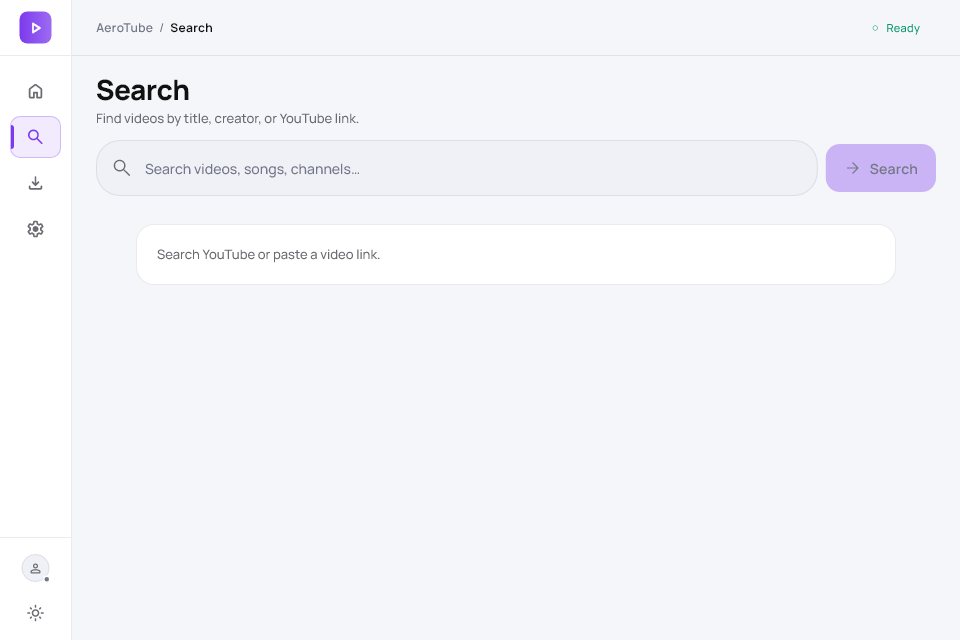 AeroTube / Search
Ready
Search
Find videos by title, creator, or YouTube link.
Search videos, songs, channels…
Search
Search YouTube or paste a video link.